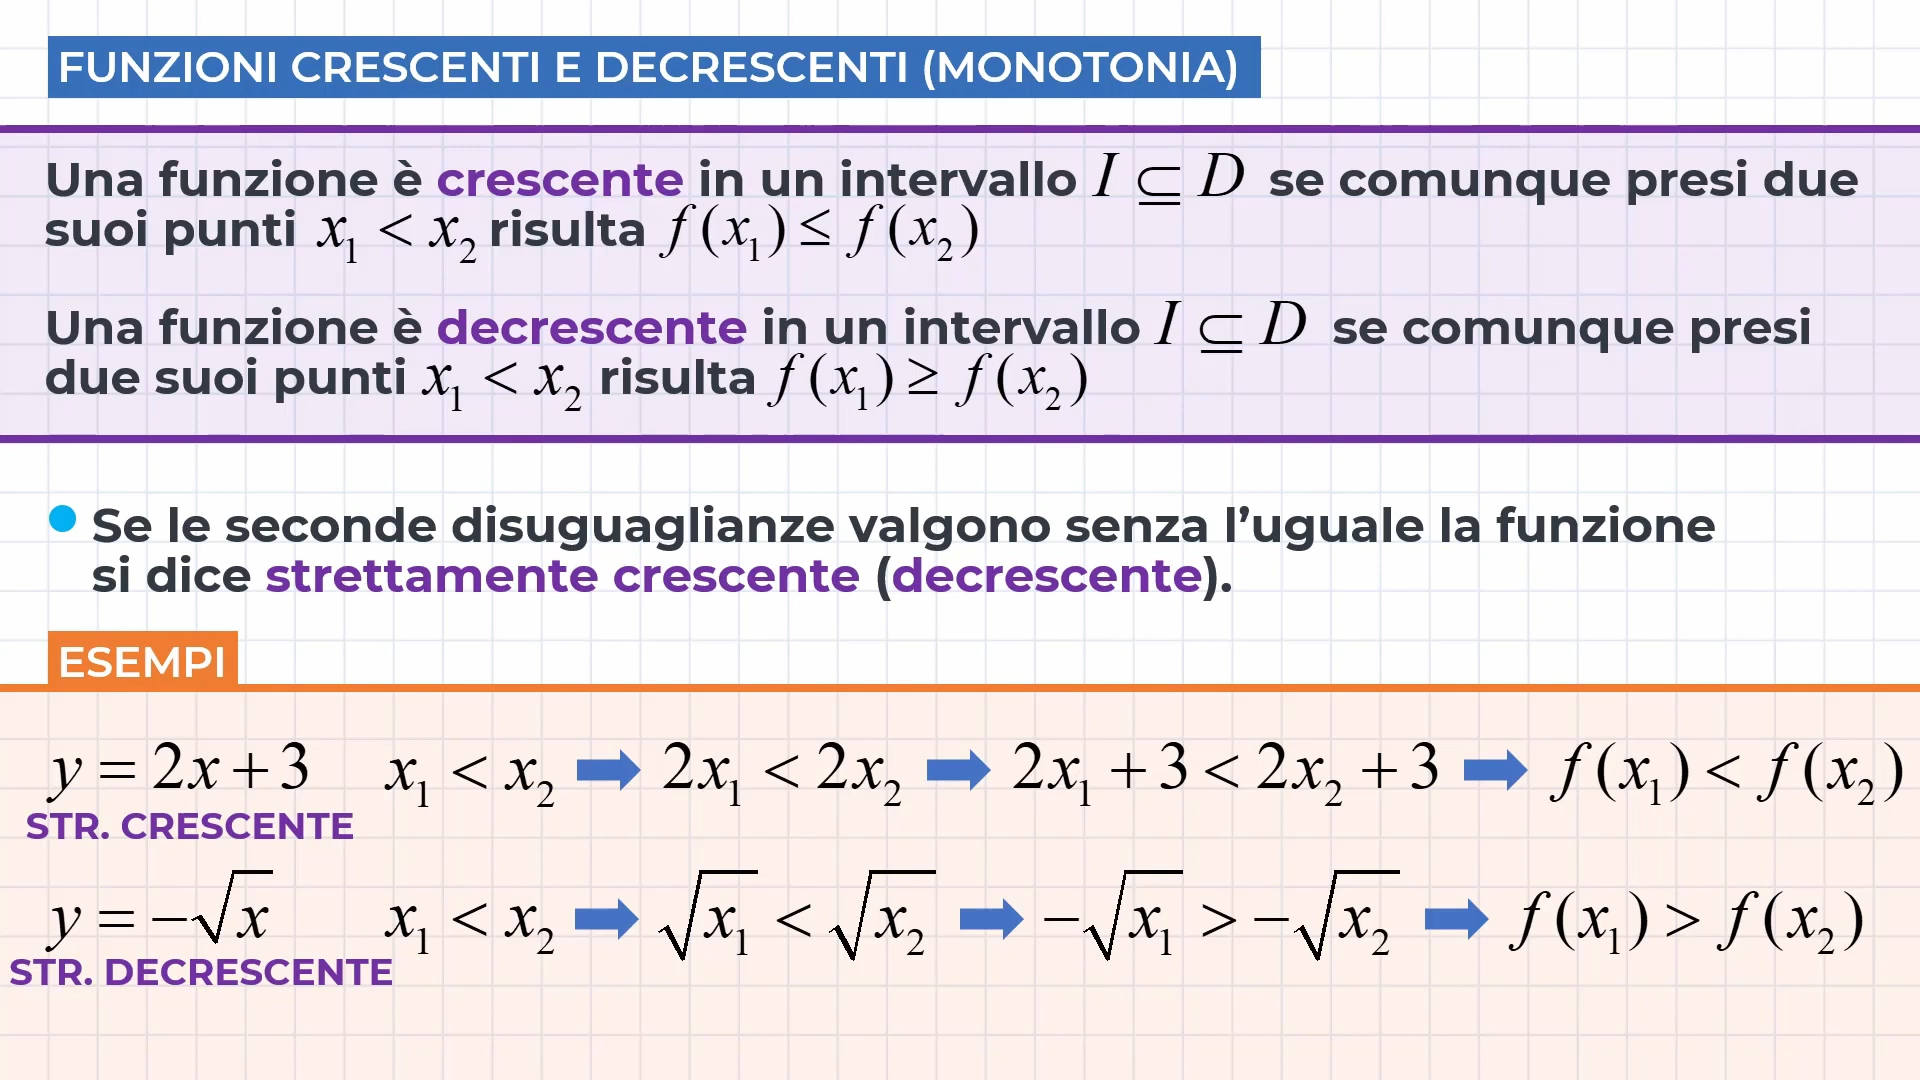 FUNZIONI CRESCENTI E DECRESCENTI (MONOTONIA)
Una funzione è crescente in un intervallo I ⊆ D se comunque presi due
suoi punti x₁ < x₂ risulta f(x₁) ≤ f(x₂)
Una funzione è decrescente in un intervallo I ⊆ D se comunque presi
due suoi punti x₁ < x₂ risulta f(x₁) ≥ f(x₂)
Se le seconde disuguaglianze valgono senza l’uguale la funzione
si dice strettamente crescente (decrescente).
ESEMPI
y = 2x + 3 x₁ < x₂ ➡ 2x₁ < 2x₂ ➡ 2x₁ + 3 < 2x₂ + 3 ➡ f(x₁) < f(x₂)
STR. CRESCENTE
y = −√x x₁ < x₂ ➡ √x₁ < √x₂ ➡ −√x₁ > −√x₂ ➡ f(x₁) > f(x₂)
STR. DECRESCENTE